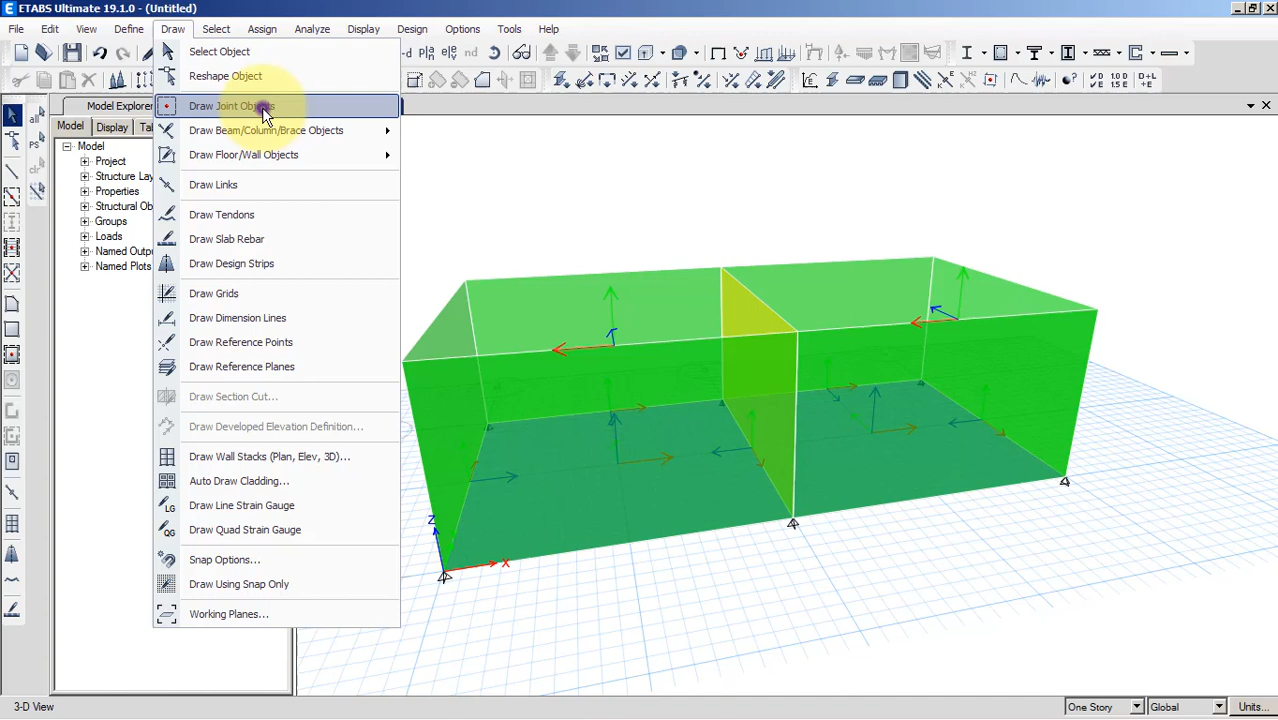 ETABS Ultimate 19.1.0 - (Untitled)
File Edit View Define Draw Select Assign Analyze Display Design Options Tools Help
Select Object
Reshape Object
Draw Joint Objects
Draw Beam/Column/Brace Objects
Draw Floor/Wall Objects
Draw Links
Draw Tendons
Draw Slab Rebar
Draw Design Strips
Draw Grids
Draw Dimension Lines
Draw Reference Points
Draw Reference Planes
Draw Section Cut...
Draw Developed Elevation Definition...
Draw Wall Stacks (Plan, Elev, 3D)...
Auto Draw Cladding...
LG Draw Line Strain Gauge
QG Draw Quad Strain Gauge
Snap Options...
Draw Using Snap Only
Working Planes...
Model Explorer
Model Display
Model
Project
Properties
Groups
Loads
Z
X
3-D View
One Story Global Units...